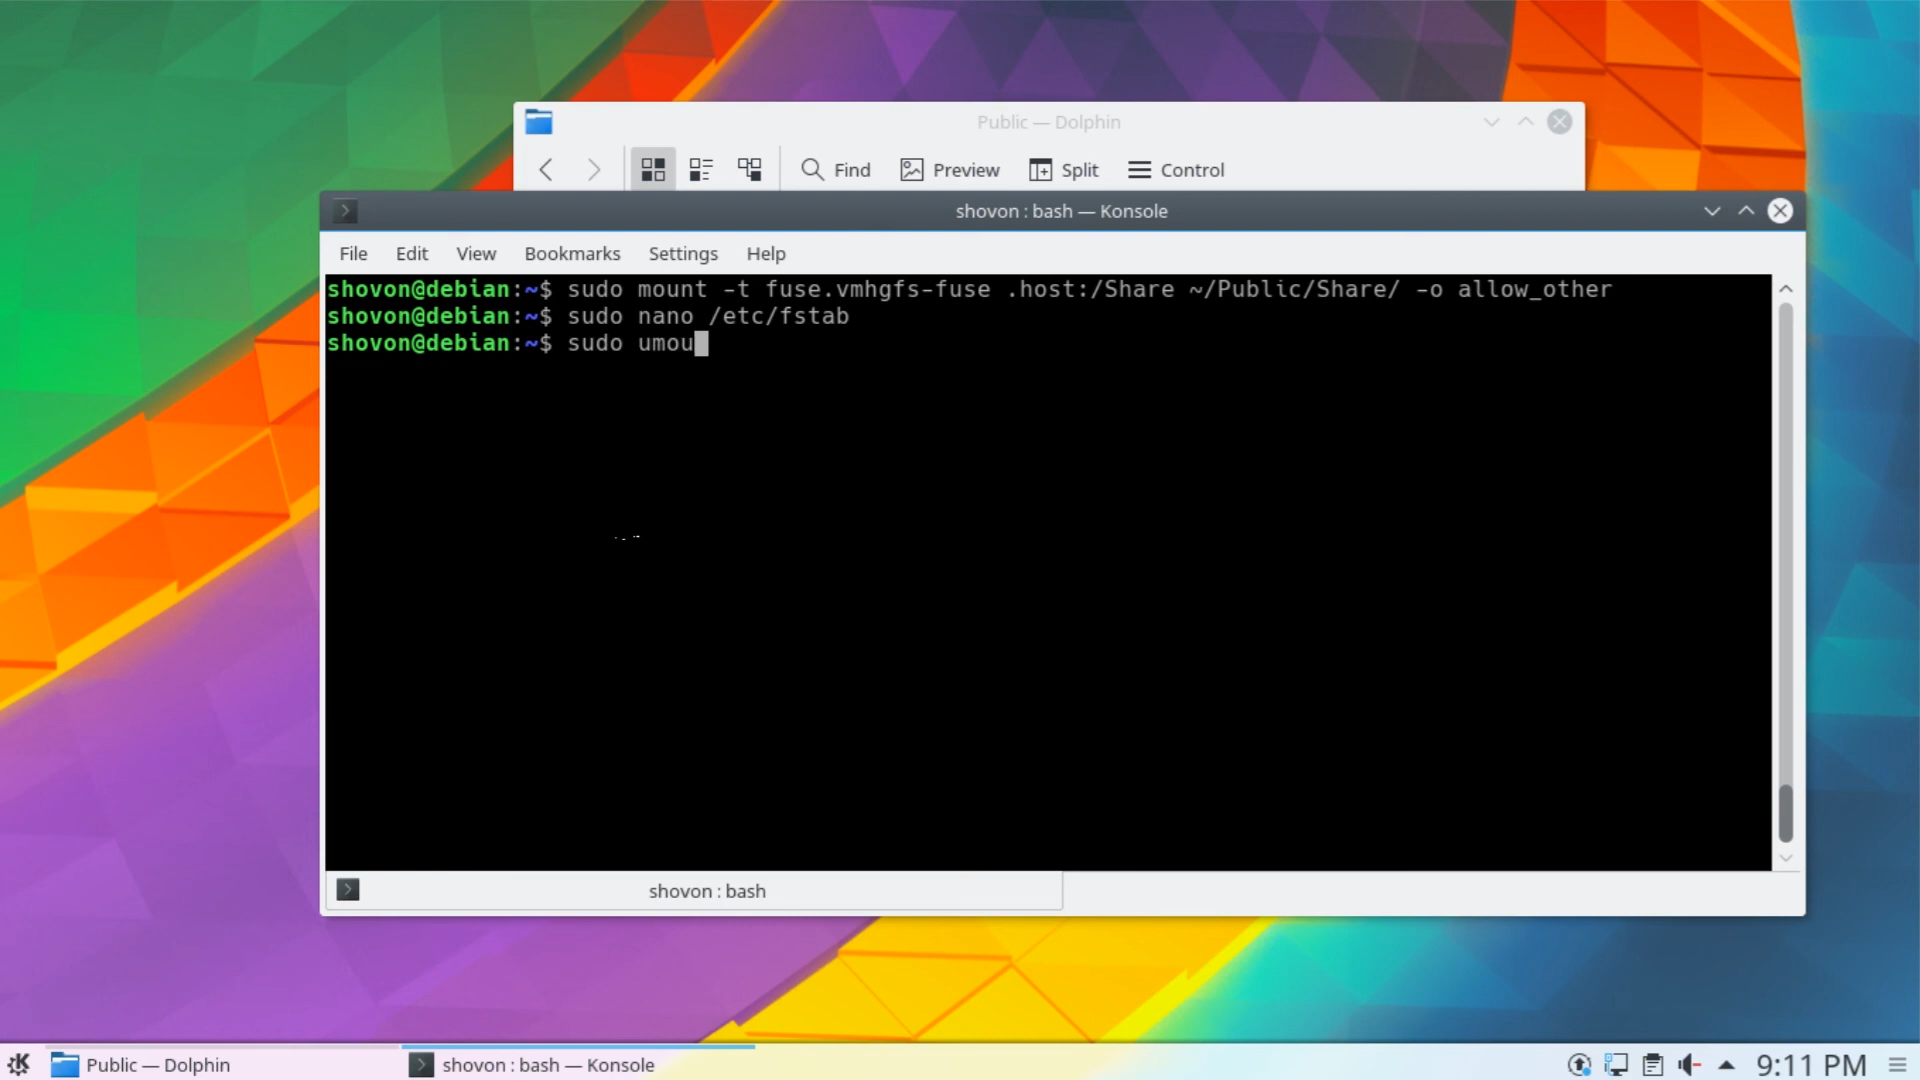 Public — Dolphin
Find Preview Split Control
shovon : bash — Konsole
File Edit View Bookmarks Settings Help
shovon@debian:~$ sudo mount -t fuse.vmhgfs-fuse .host:/Share ~/Public/Share/ -o allow_other
shovon@debian:~$ sudo nano /etc/fstab
shovon@debian:~$ sudo umou
shovon : bash
Public — Dolphin shovon : bash — Konsole 9:11 PM